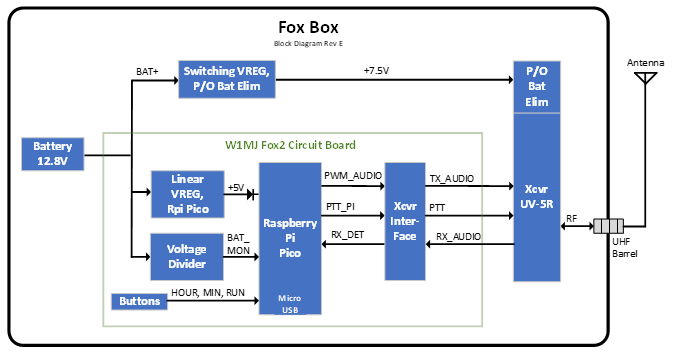 Fox Box
Block Diagram Rev E
Antenna
BAT+
Switching VREG,
P/O Bat Elim
+7.5V
P/O
Bat
Elim
Battery
12.8V
W1MJ Fox2 Circuit Board
Linear
VREG,
Rpi Pico
+5V
Raspberry
Pi
Pico
Micro
USB
PWM_AUDIO
PTT_PI
RX_DET
Xcvr
Inter-
Face
TX_AUDIO
PTT
RX_AUDIO
Xcvr
UV-5R
RF
UHF
Barrel
Voltage
Divider
BAT_
MON
Buttons
HOUR, MIN, RUN